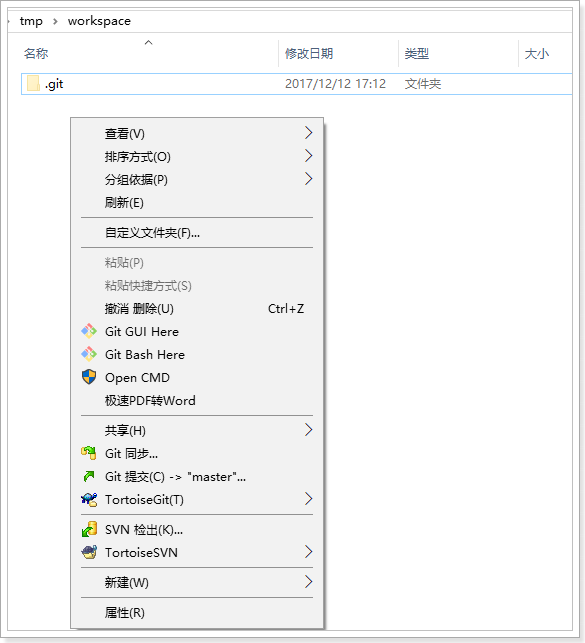 tmp > workspace
名称 修改日期 类型 大小
.git 2017/12/12 17:12 文件夹
查看(V)
排序方式(O)
分组依据(P)
刷新(E)
自定义文件夹(F)...
粘贴(P)
粘贴快捷方式(S)
撤消 删除(U) Ctrl+Z
Git GUI Here
Git Bash Here
Open CMD
极速PDF转Word
共享(H)
Git 同步...
Git 提交(C) -> "master"...
TortoiseGit(T)
SVN 检出(K)...
TortoiseSVN
新建(W)
属性(R)